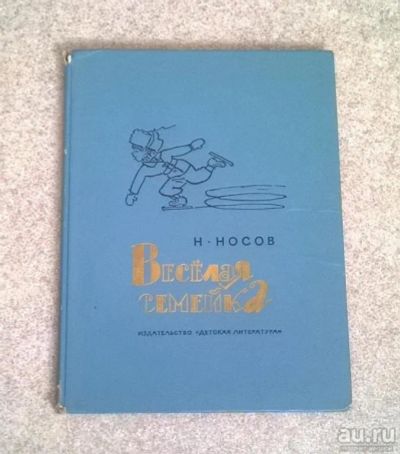 Н · НОСОВ
ВЕСЁЛАЯ
СЕМЕЙКА
ИЗДАТЕЛЬСТВО «ДЕТСКАЯ ЛИТЕРАТУРА»
au.ru